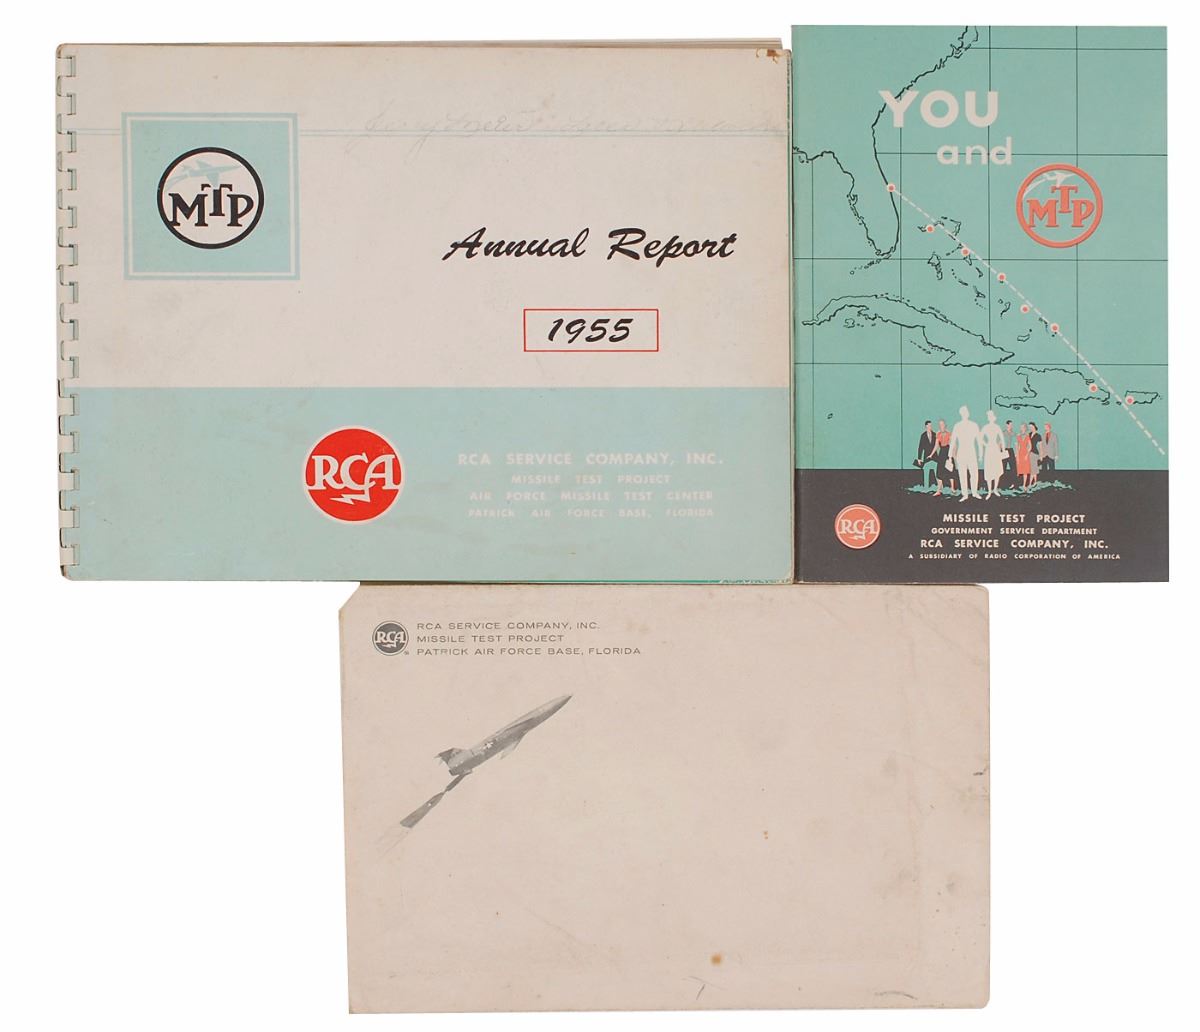 MTP
Annual Report
1955
RCA
RCA SERVICE COMPANY, INC.
MISSILE TEST PROJECT
AIR FORCE MISSILE TEST CENTER
PATRICK AIR FORCE BASE, FLORIDA
YOU
and
MTP
RCA
MISSILE TEST PROJECT
GOVERNMENT SERVICE DEPARTMENT
RCA SERVICE COMPANY, INC.
A SUBSIDIARY OF RADIO CORPORATION OF AMERICA
RCA
RCA SERVICE COMPANY, INC.
MISSILE TEST PROJECT
PATRICK AIR FORCE BASE, FLORIDA